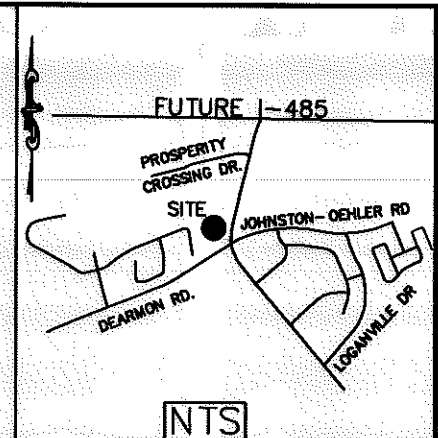 FUTURE I-485
PROSPERITY
CROSSING DR.
SITE
JOHNSTON-OEHLER RD
DEARMON RD.
LOGANVILLE DR
NTS